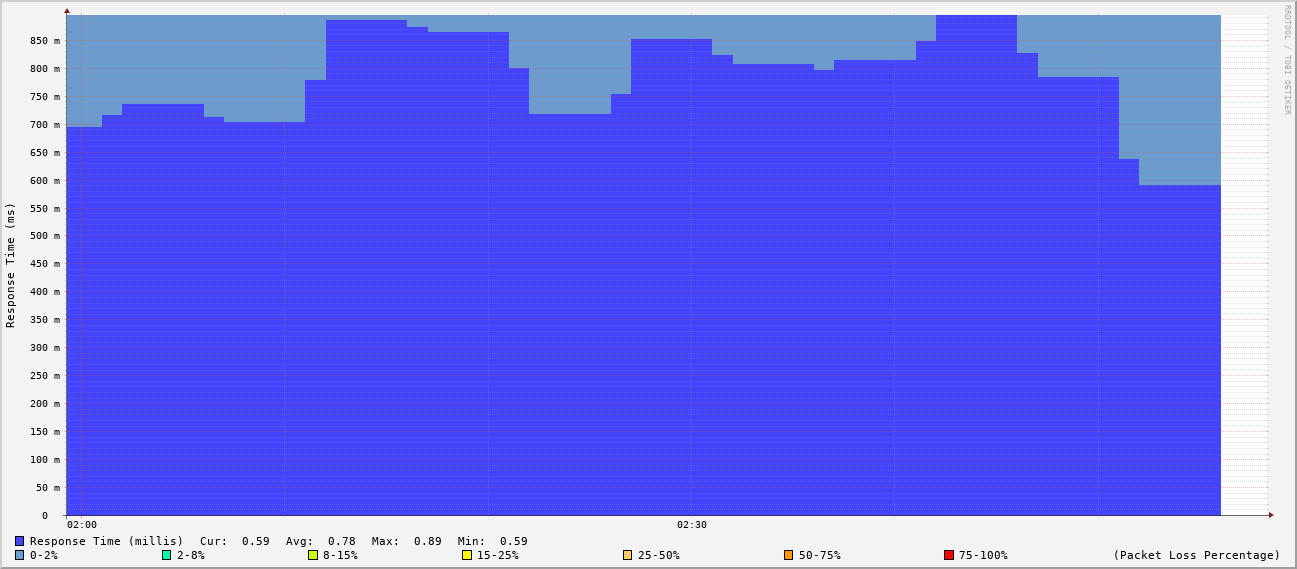 RRDTOOL / TOBI OETIKER
Response Time (ms)
850 m
800 m
750 m
700 m
650 m
600 m
550 m
500 m
450 m
400 m
350 m
300 m
250 m
200 m
150 m
100 m
50 m
0
02:00 02:30
Response Time (millis) Cur: 0.59 Avg: 0.78 Max: 0.89 Min: 0.59
0-2% 2-8% 8-15% 15-25% 25-50% 50-75% 75-100% (Packet Loss Percentage)